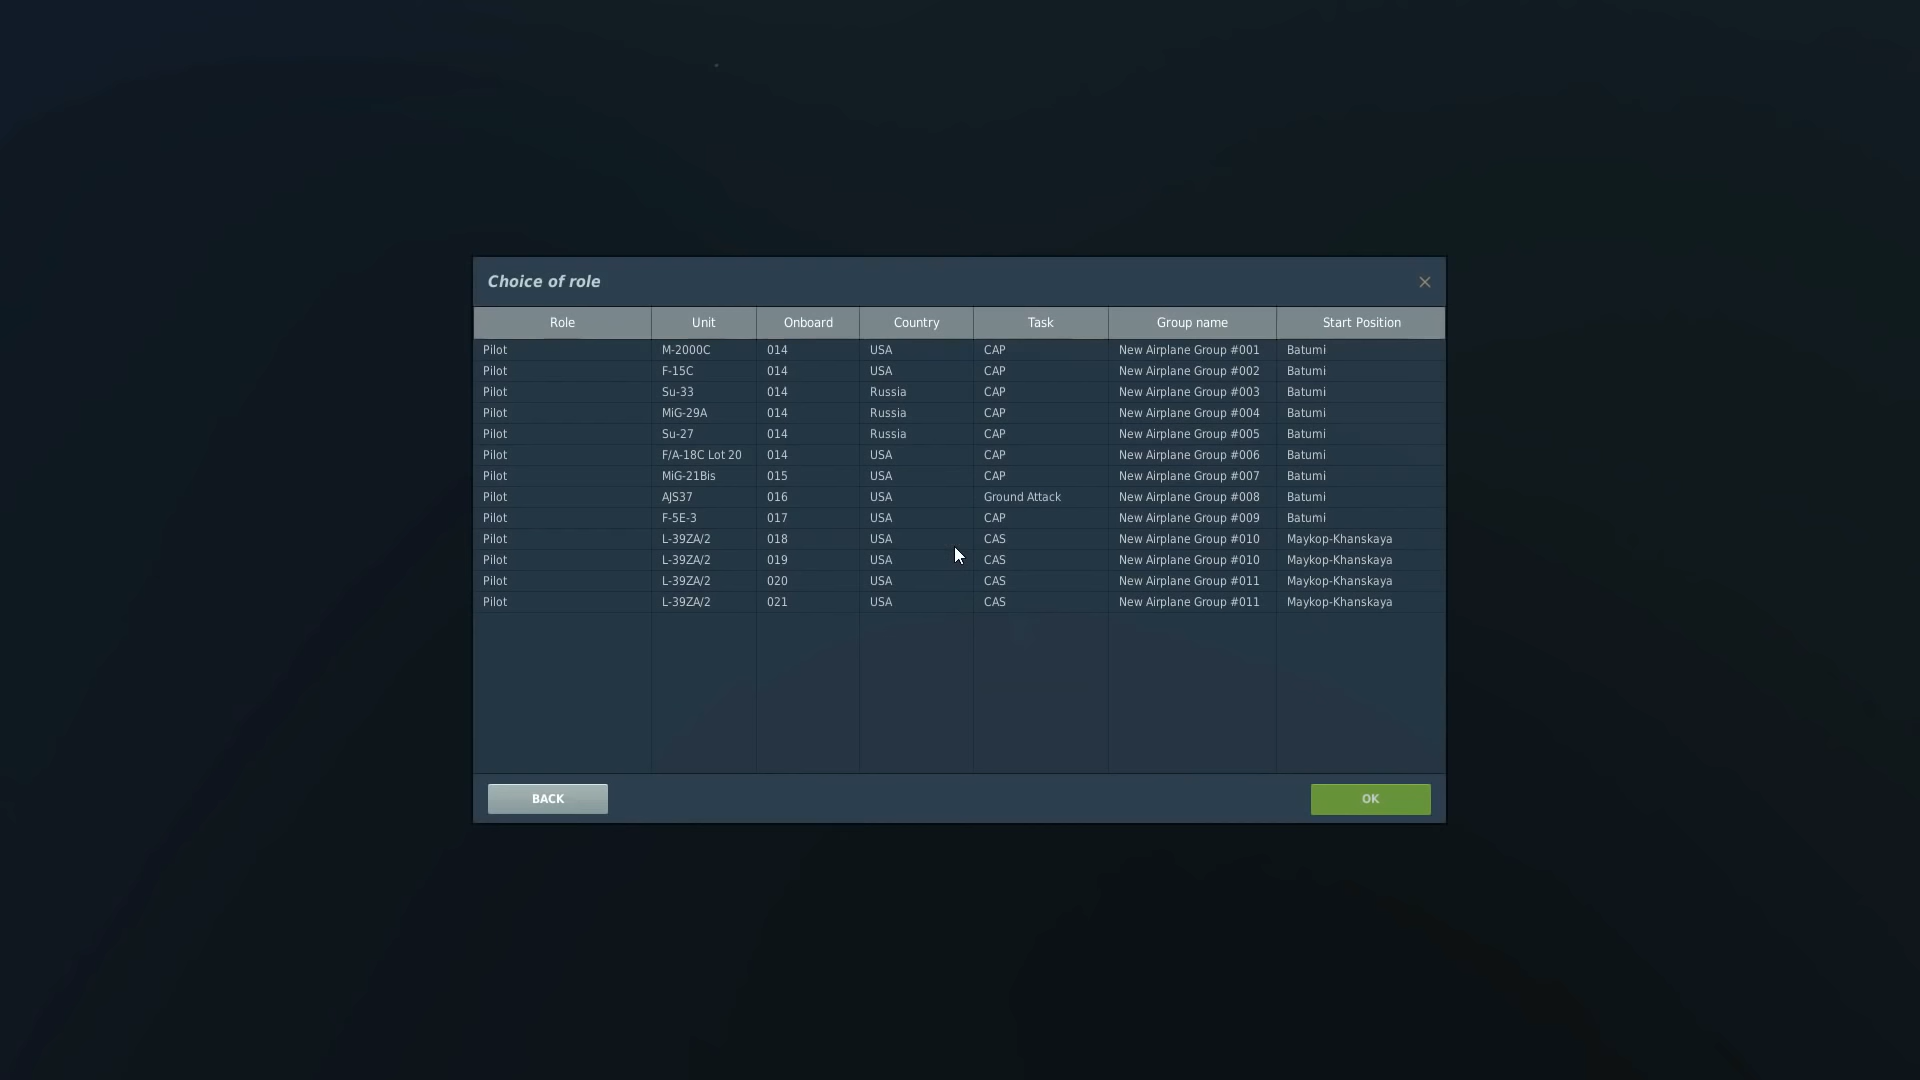 Choice of role
Role Unit Onboard Country Task Group name Start Position
Pilot M-2000C 014 USA CAP New Airplane Group #001 Batumi
Pilot F-15C 014 USA CAP New Airplane Group #002 Batumi
Pilot Su-33 014 Russia CAP New Airplane Group #003 Batumi
Pilot MiG-29A 014 Russia CAP New Airplane Group #004 Batumi
Pilot Su-27 014 Russia CAP New Airplane Group #005 Batumi
Pilot F/A-18C Lot 20 014 USA CAP New Airplane Group #006 Batumi
Pilot MiG-21Bis 015 USA CAP New Airplane Group #007 Batumi
Pilot AJS37 016 USA Ground Attack New Airplane Group #008 Batumi
Pilot F-5E-3 017 USA CAP New Airplane Group #009 Batumi
Pilot L-39ZA/2 018 USA CAS New Airplane Group #010 Maykop-Khanskaya
Pilot L-39ZA/2 019 USA CAS New Airplane Group #010 Maykop-Khanskaya
Pilot L-39ZA/2 020 USA CAS New Airplane Group #011 Maykop-Khanskaya
Pilot L-39ZA/2 021 USA CAS New Airplane Group #011 Maykop-Khanskaya
BACK OK